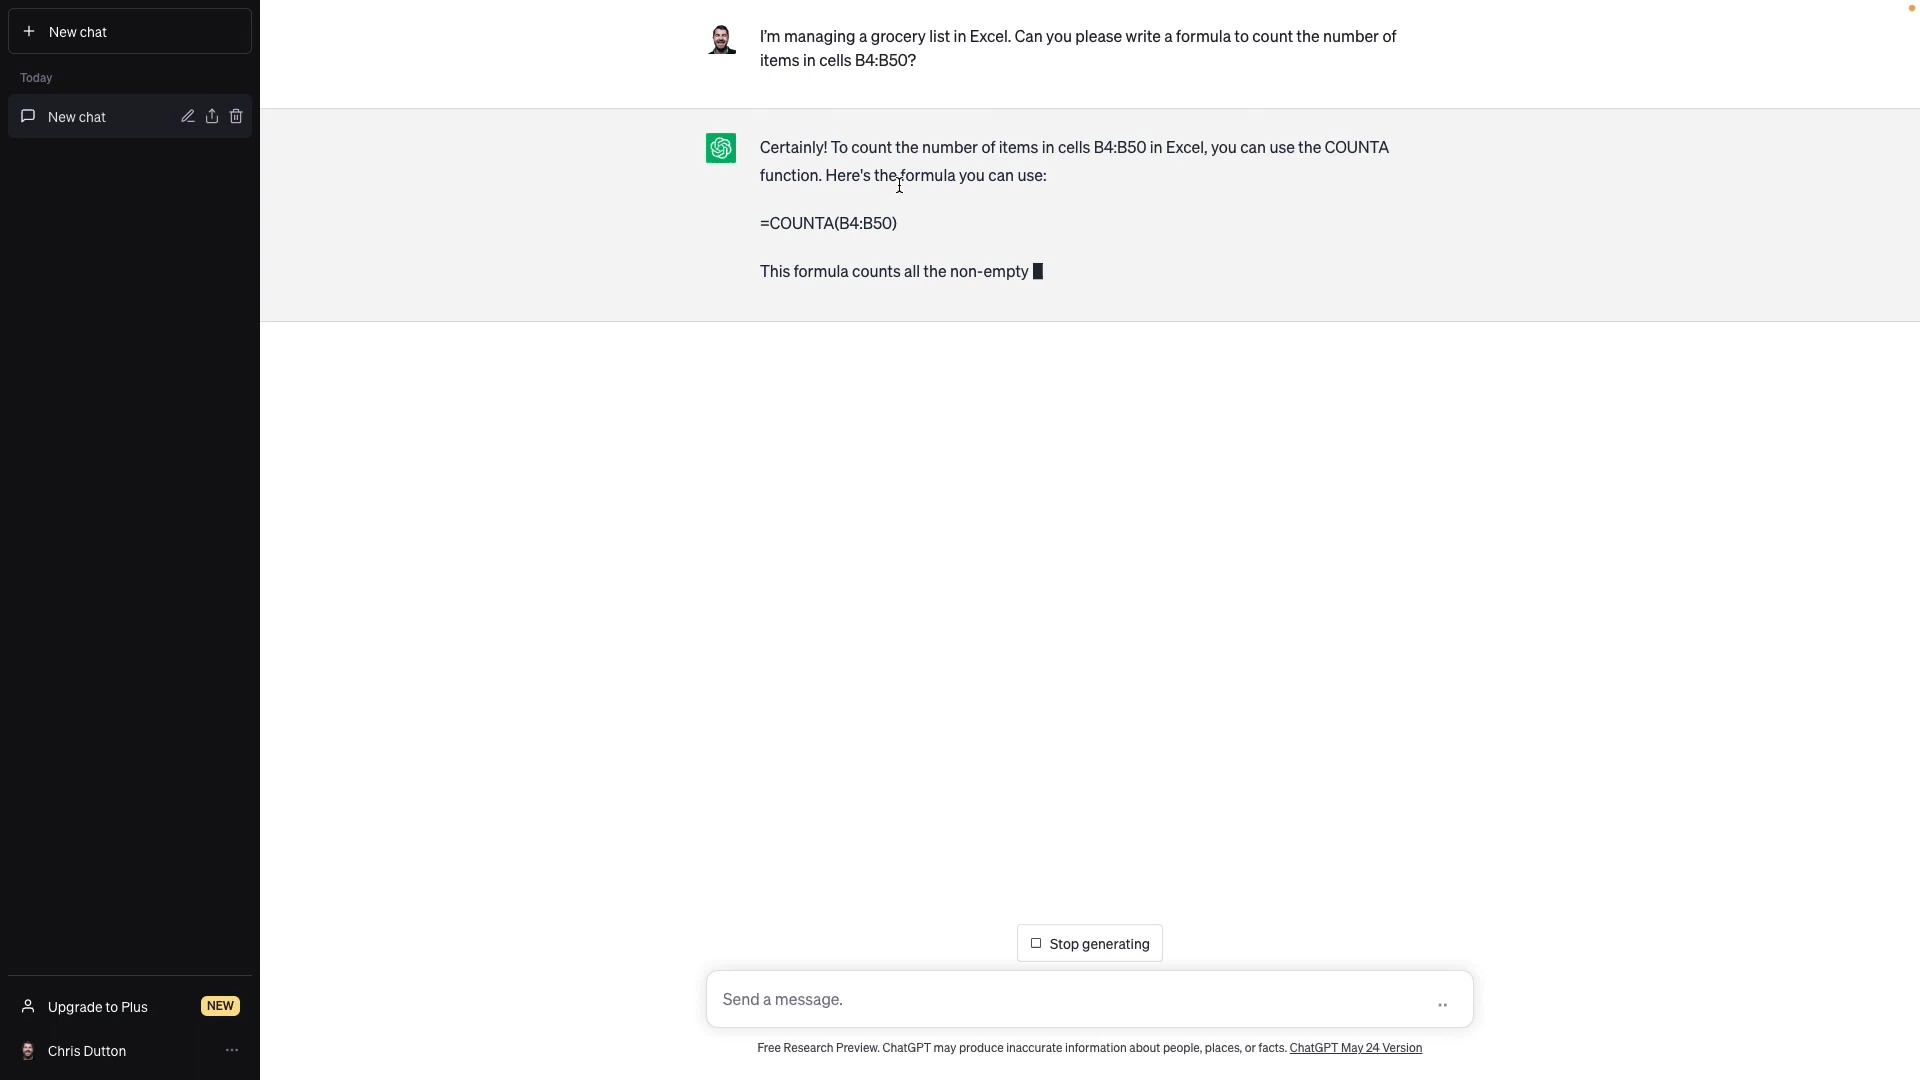 New chat
Today
New chat
I’m managing a grocery list in Excel. Can you please write a formula to count the number of
items in cells B4:B50?
Certainly! To count the number of items in cells B4:B50 in Excel, you can use the COUNTA
function. Here's the formula you can use:
=COUNTA(B4:B50)
This formula counts all the non-empty
Stop generating
Send a message.
Free Research Preview. ChatGPT may produce inaccurate information about people, places, or facts. ChatGPT May 24 Version
Upgrade to Plus NEW
Chris Dutton